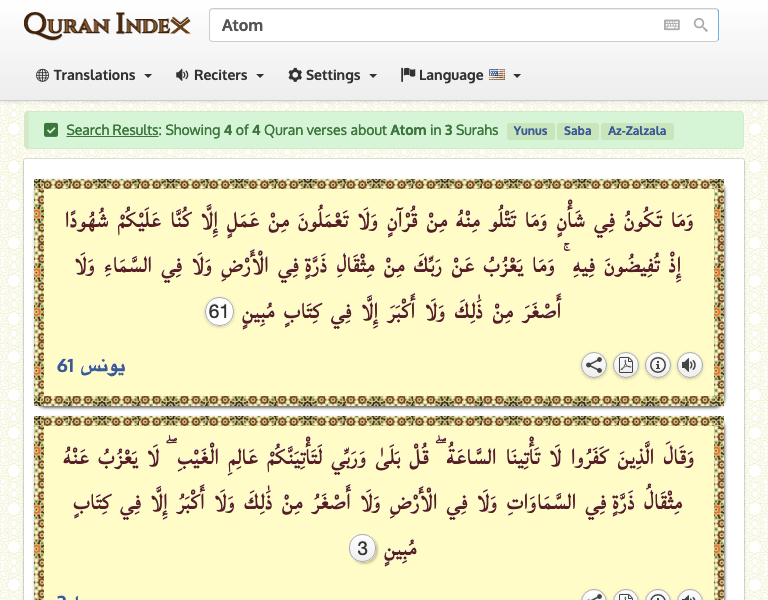 QURAN INDEX
Atom
Translations
Reciters
Settings
Language
Search Results: Showing 4 of 4 Quran verses about Atom in 3 Surahs Yunus Saba Az-Zalzala
وَمَا تَكُونُ فِي شَأْنٍ وَمَا تَتْلُو مِنْهُ مِنْ قُرْآنٍ وَلَا تَعْمَلُونَ مِنْ عَمَلٍ إِلَّا كُنَّا عَلَيْكُمْ شُهُودًا
إِذْ تُفِيضُونَ فِيهِ ۚ وَمَا يَعْزُبُ عَنْ رَبِّكَ مِنْ مِثْقَالِ ذَرَّةٍ فِي الْأَرْضِ وَلَا فِي السَّمَاءِ وَلَا
أَصْغَرَ مِنْ ذَٰلِكَ وَلَا أَكْبَرَ إِلَّا فِي كِتَابٍ مُبِينٍ 61
يونس 61
وَقَالَ الَّذِينَ كَفَرُوا لَا تَأْتِينَا السَّاعَةُ ۖ قُلْ بَلَىٰ وَرَبِّي لَتَأْتِيَنَّكُمْ عَالِمِ الْغَيْبِ ۖ لَا يَعْزُبُ عَنْهُ
مِثْقَالُ ذَرَّةٍ فِي السَّمَاوَاتِ وَلَا فِي الْأَرْضِ وَلَا أَصْغَرُ مِنْ ذَٰلِكَ وَلَا أَكْبَرُ إِلَّا فِي كِتَابٍ
مُبِينٍ 3